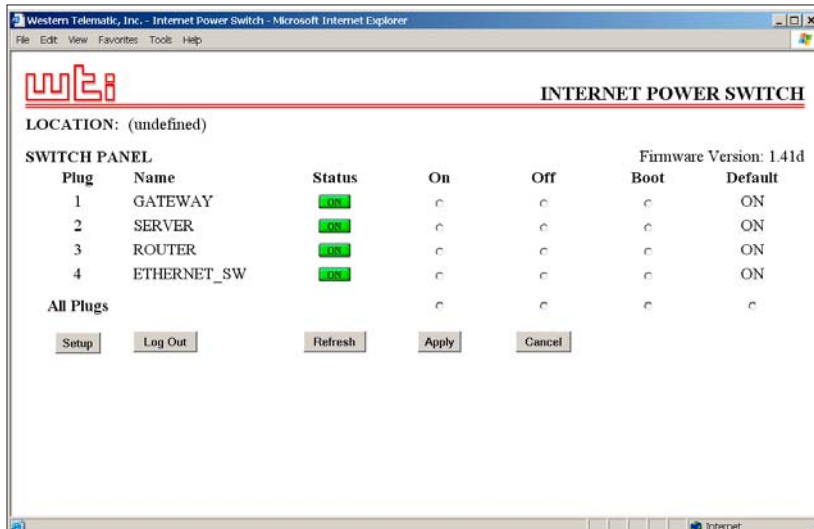 Western Telematic, Inc. - Internet Power Switch - Microsoft Internet Explorer
File Edit View Favorites Tools Help
wti
INTERNET POWER SWITCH
LOCATION: (undefined)
SWITCH PANEL Firmware Version: 1.41d
Plug Name Status On Off Boot Default
1 GATEWAY ON ON
2 SERVER ON ON
3 ROUTER ON ON
4 ETHERNET_SW ON ON
All Plugs
Setup Log Out Refresh Apply Cancel
Internet